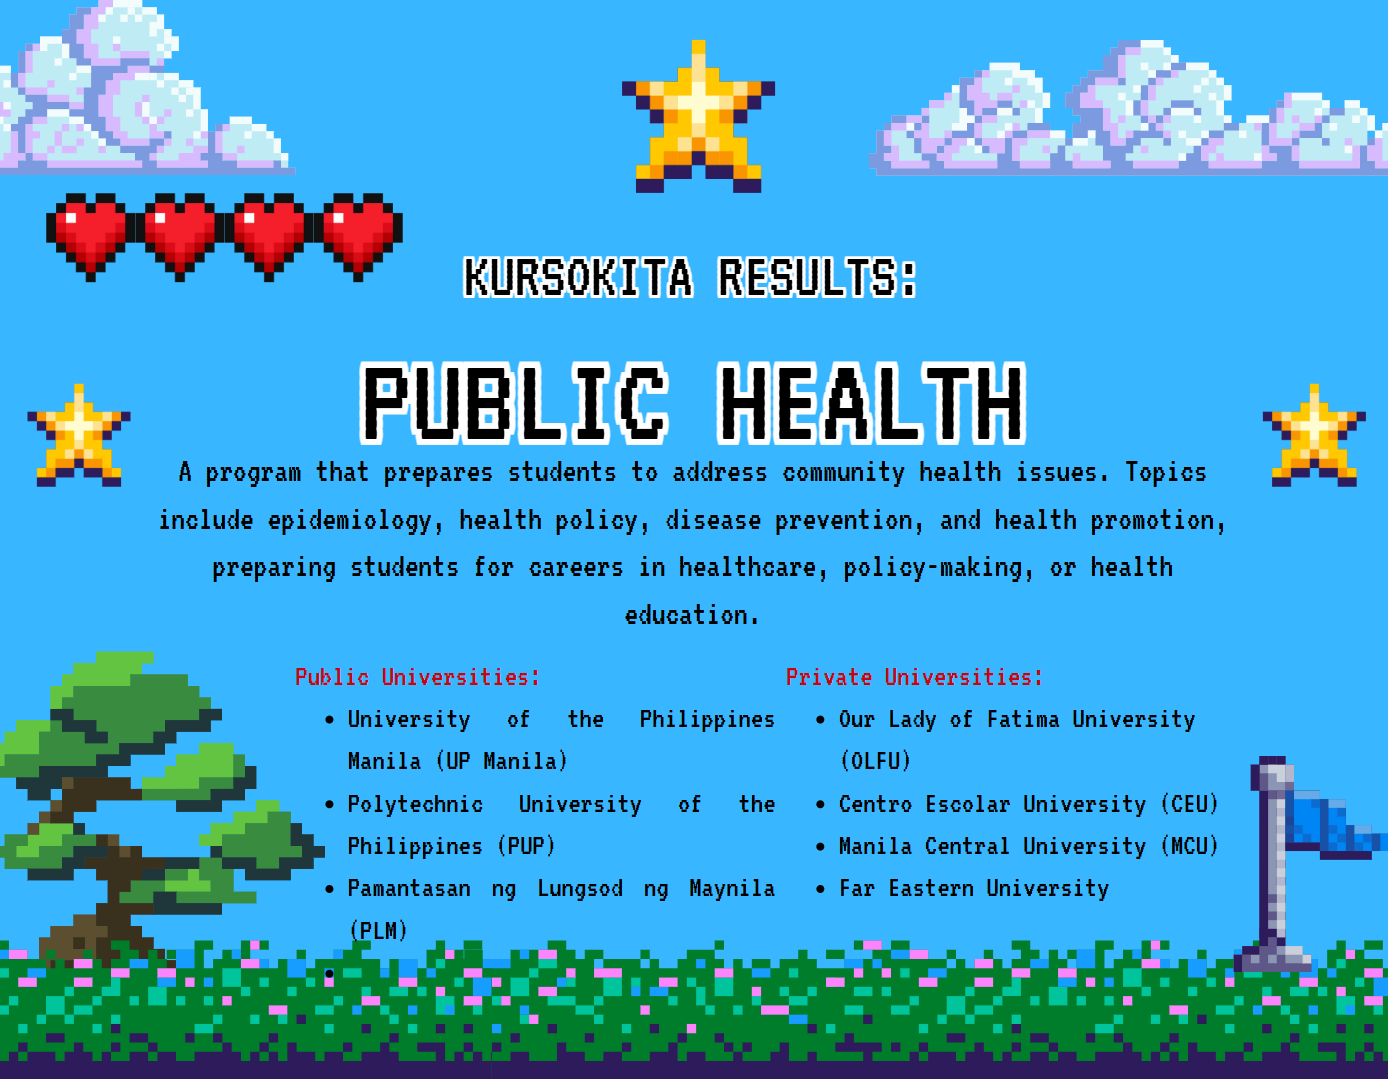 KURSOKITA RESULTS:
PUBLIC HEALTH
A program that prepares students to address community health issues. Topics
include epidemiology, health policy, disease prevention, and health promotion,
preparing students for careers in healthcare, policy-making, or health
education.
Public Universities:
• University of the Philippines
Manila (UP Manila)
• Polytechnic University of the
Philippines (PUP)
• Pamantasan ng Lungsod ng Maynila
(PLM)
•
Private Universities:
• Our Lady of Fatima University
(OLFU)
• Centro Escolar University (CEU)
• Manila Central University (MCU)
• Far Eastern University